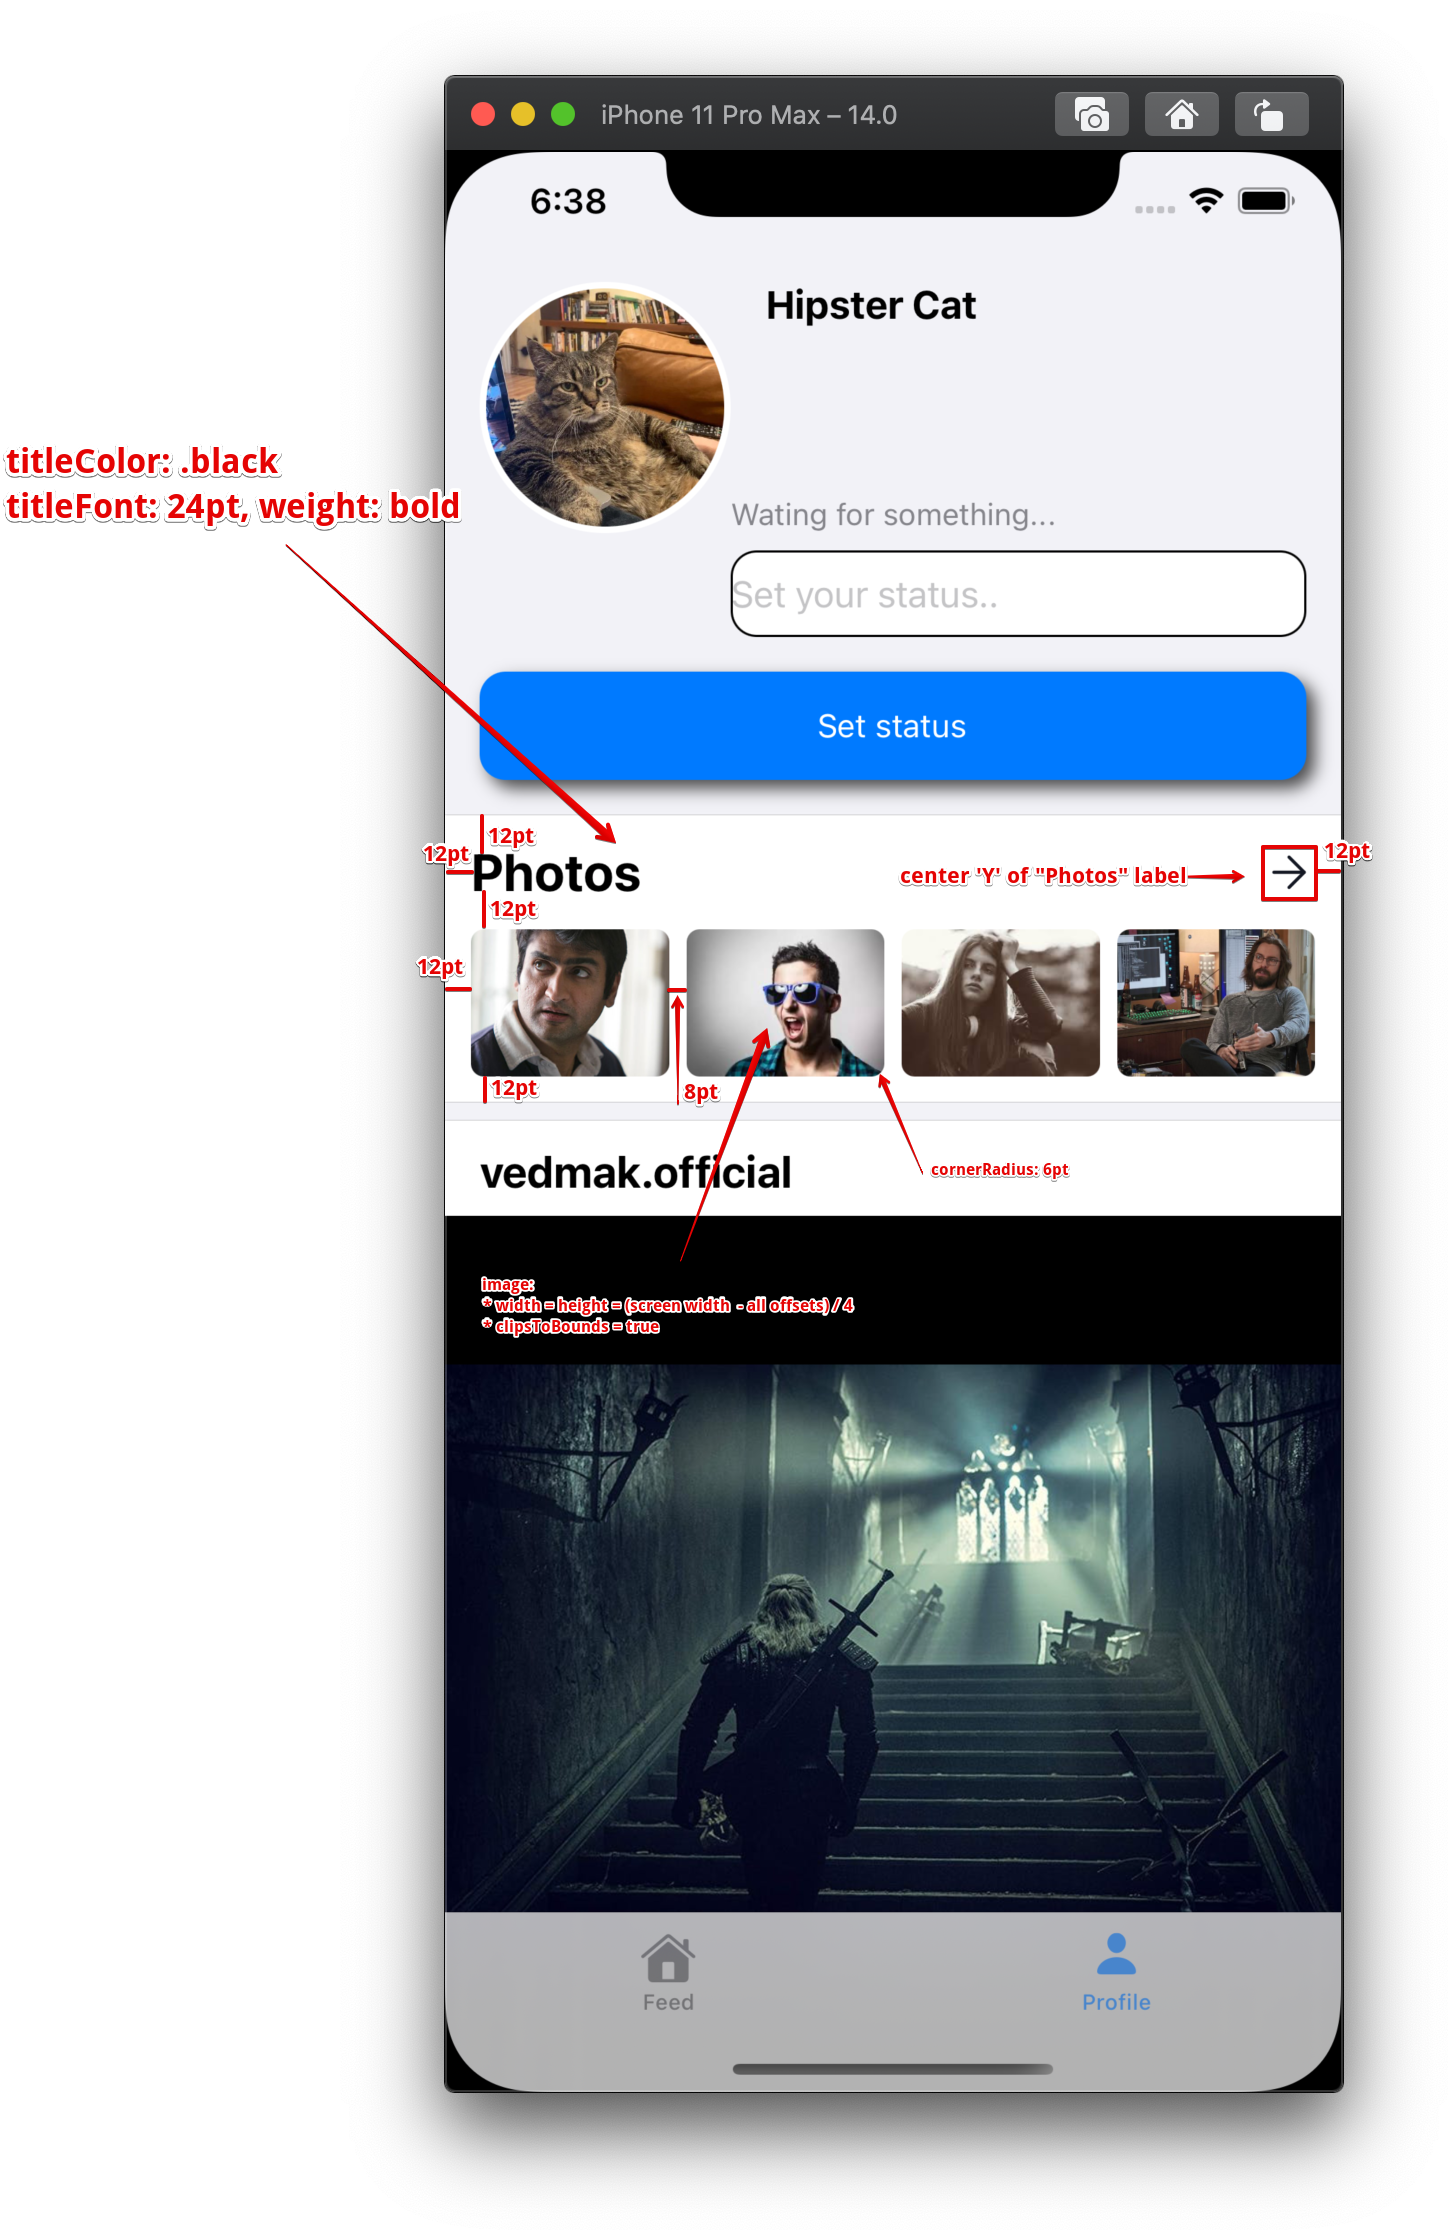 iPhone 11 Pro Max – 14.0
6:38
Hipster Cat
titleColor: .black
titleFont: 24pt, weight: bold
Wating for something...
Set your status..
Set status
12pt
12pt
12pt
Photos
center 'Y' of "Photos" label
12pt
12pt
12pt
8pt
vedmak.official
cornerRadius: 6pt
image:
* width = height = (screen width - all offsets) / 4
* clipsToBounds = true
Feed
Profile